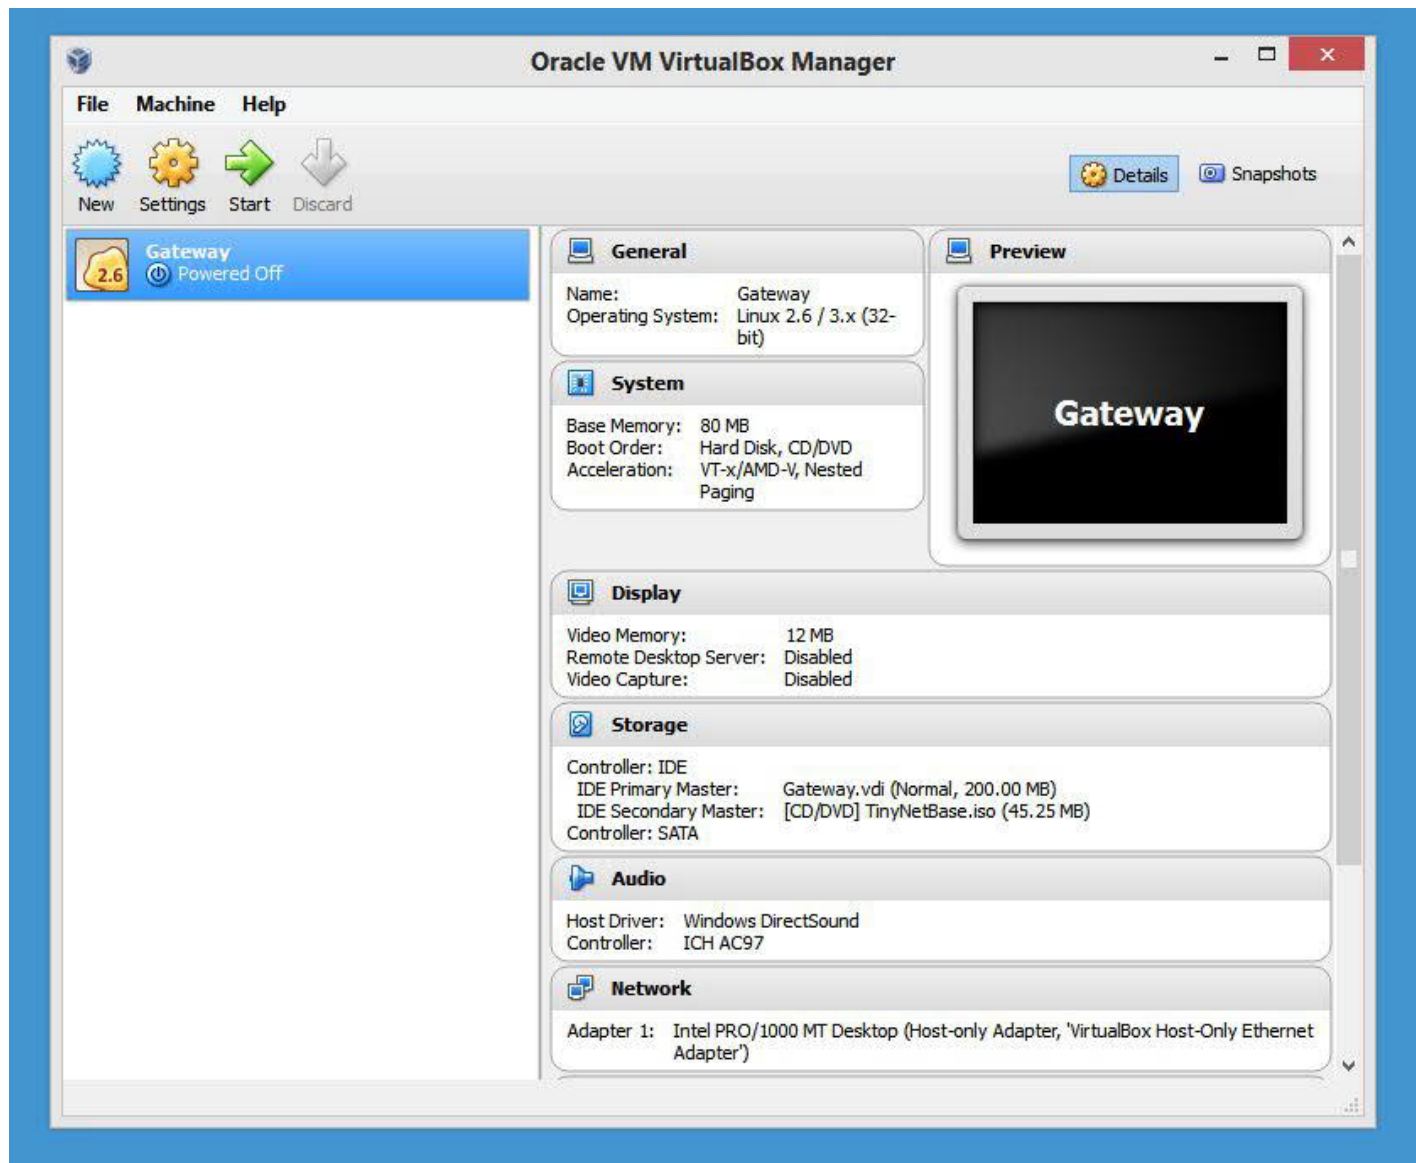 Oracle VM VirtualBox Manager
File Machine Help
New Settings Start Discard
Details Snapshots
2.6
Gateway
Powered Off
General
Name: Gateway
Operating System: Linux 2.6 / 3.x (32-
bit)
System
Base Memory: 80 MB
Boot Order: Hard Disk, CD/DVD
Acceleration: VT-x/AMD-V, Nested
Paging
Preview
Gateway
Display
Video Memory: 12 MB
Remote Desktop Server: Disabled
Video Capture: Disabled
Storage
Controller: IDE
IDE Primary Master: Gateway.vdi (Normal, 200.00 MB)
IDE Secondary Master: [CD/DVD] TinyNetBase.iso (45.25 MB)
Controller: SATA
Audio
Host Driver: Windows DirectSound
Controller: ICH AC97
Network
Adapter 1: Intel PRO/1000 MT Desktop (Host-only Adapter, 'VirtualBox Host-Only Ethernet
Adapter')